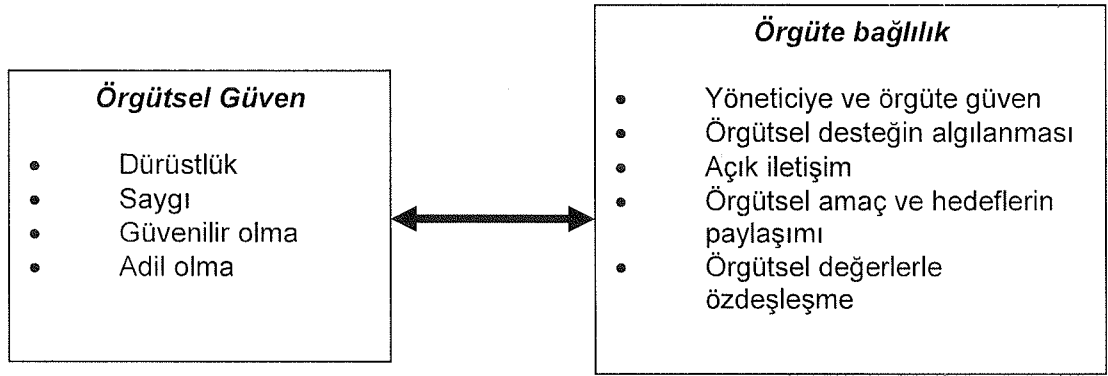 Örgütsel Güven
• Dürüstlük
• Saygı
• Güvenilir olma
• Adil olma
Örgüte bağlılık
• Yöneticiye ve örgüte güven
• Örgütsel desteğin algılanması
• Açık iletişim
• Örgütsel amaç ve hedeflerin
paylaşımı
• Örgütsel değerlerle
özdeşleşme